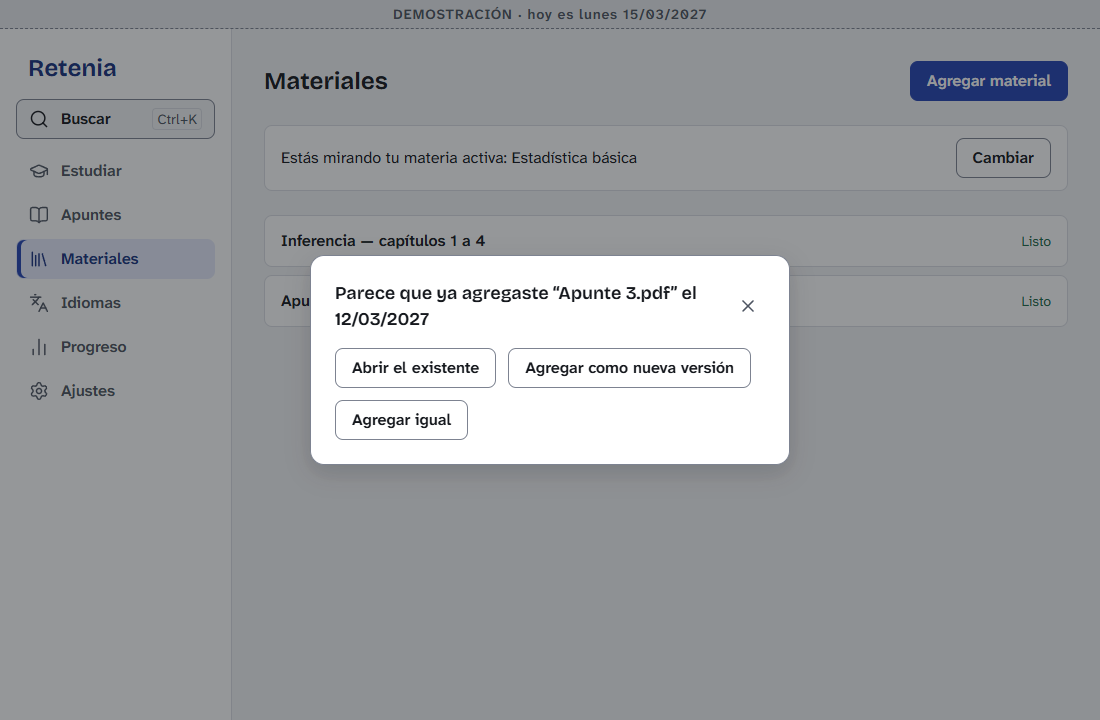 DEMOSTRACIÓN · hoy es lunes 15/03/2027
Retenia
Buscar Ctrl+K
Estudiar
Apuntes
Materiales
Idiomas
Progreso
Ajustes
Materiales
Agregar material
Estás mirando tu materia activa: Estadística básica
Cambiar
Inferencia — capítulos 1 a 4
Listo
Listo
Parece que ya agregaste “Apunte 3.pdf” el
12/03/2027
Abrir el existente
Agregar como nueva versión
Agregar igual